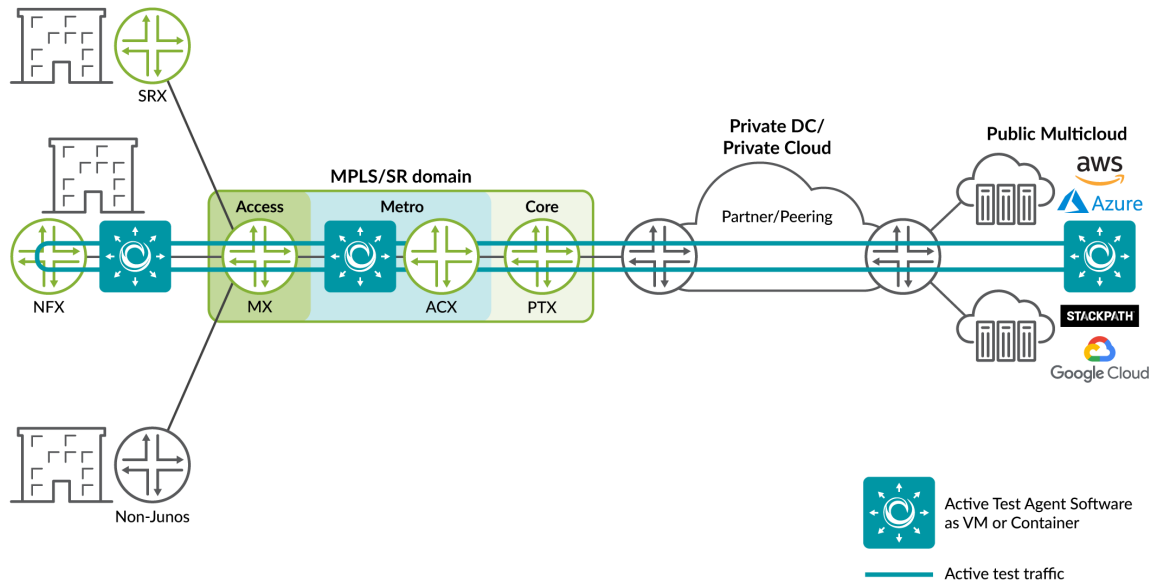 SRX
Private DC/
Private Cloud
Public Multicloud
aws
Azure
MPLS/SR domain
Access
Metro
Core
Partner/Peering
NFX
MX
ACX
PTX
STACKPATH
Google Cloud
Non-Junos
Active Test Agent Software
as VM or Container
Active test traffic